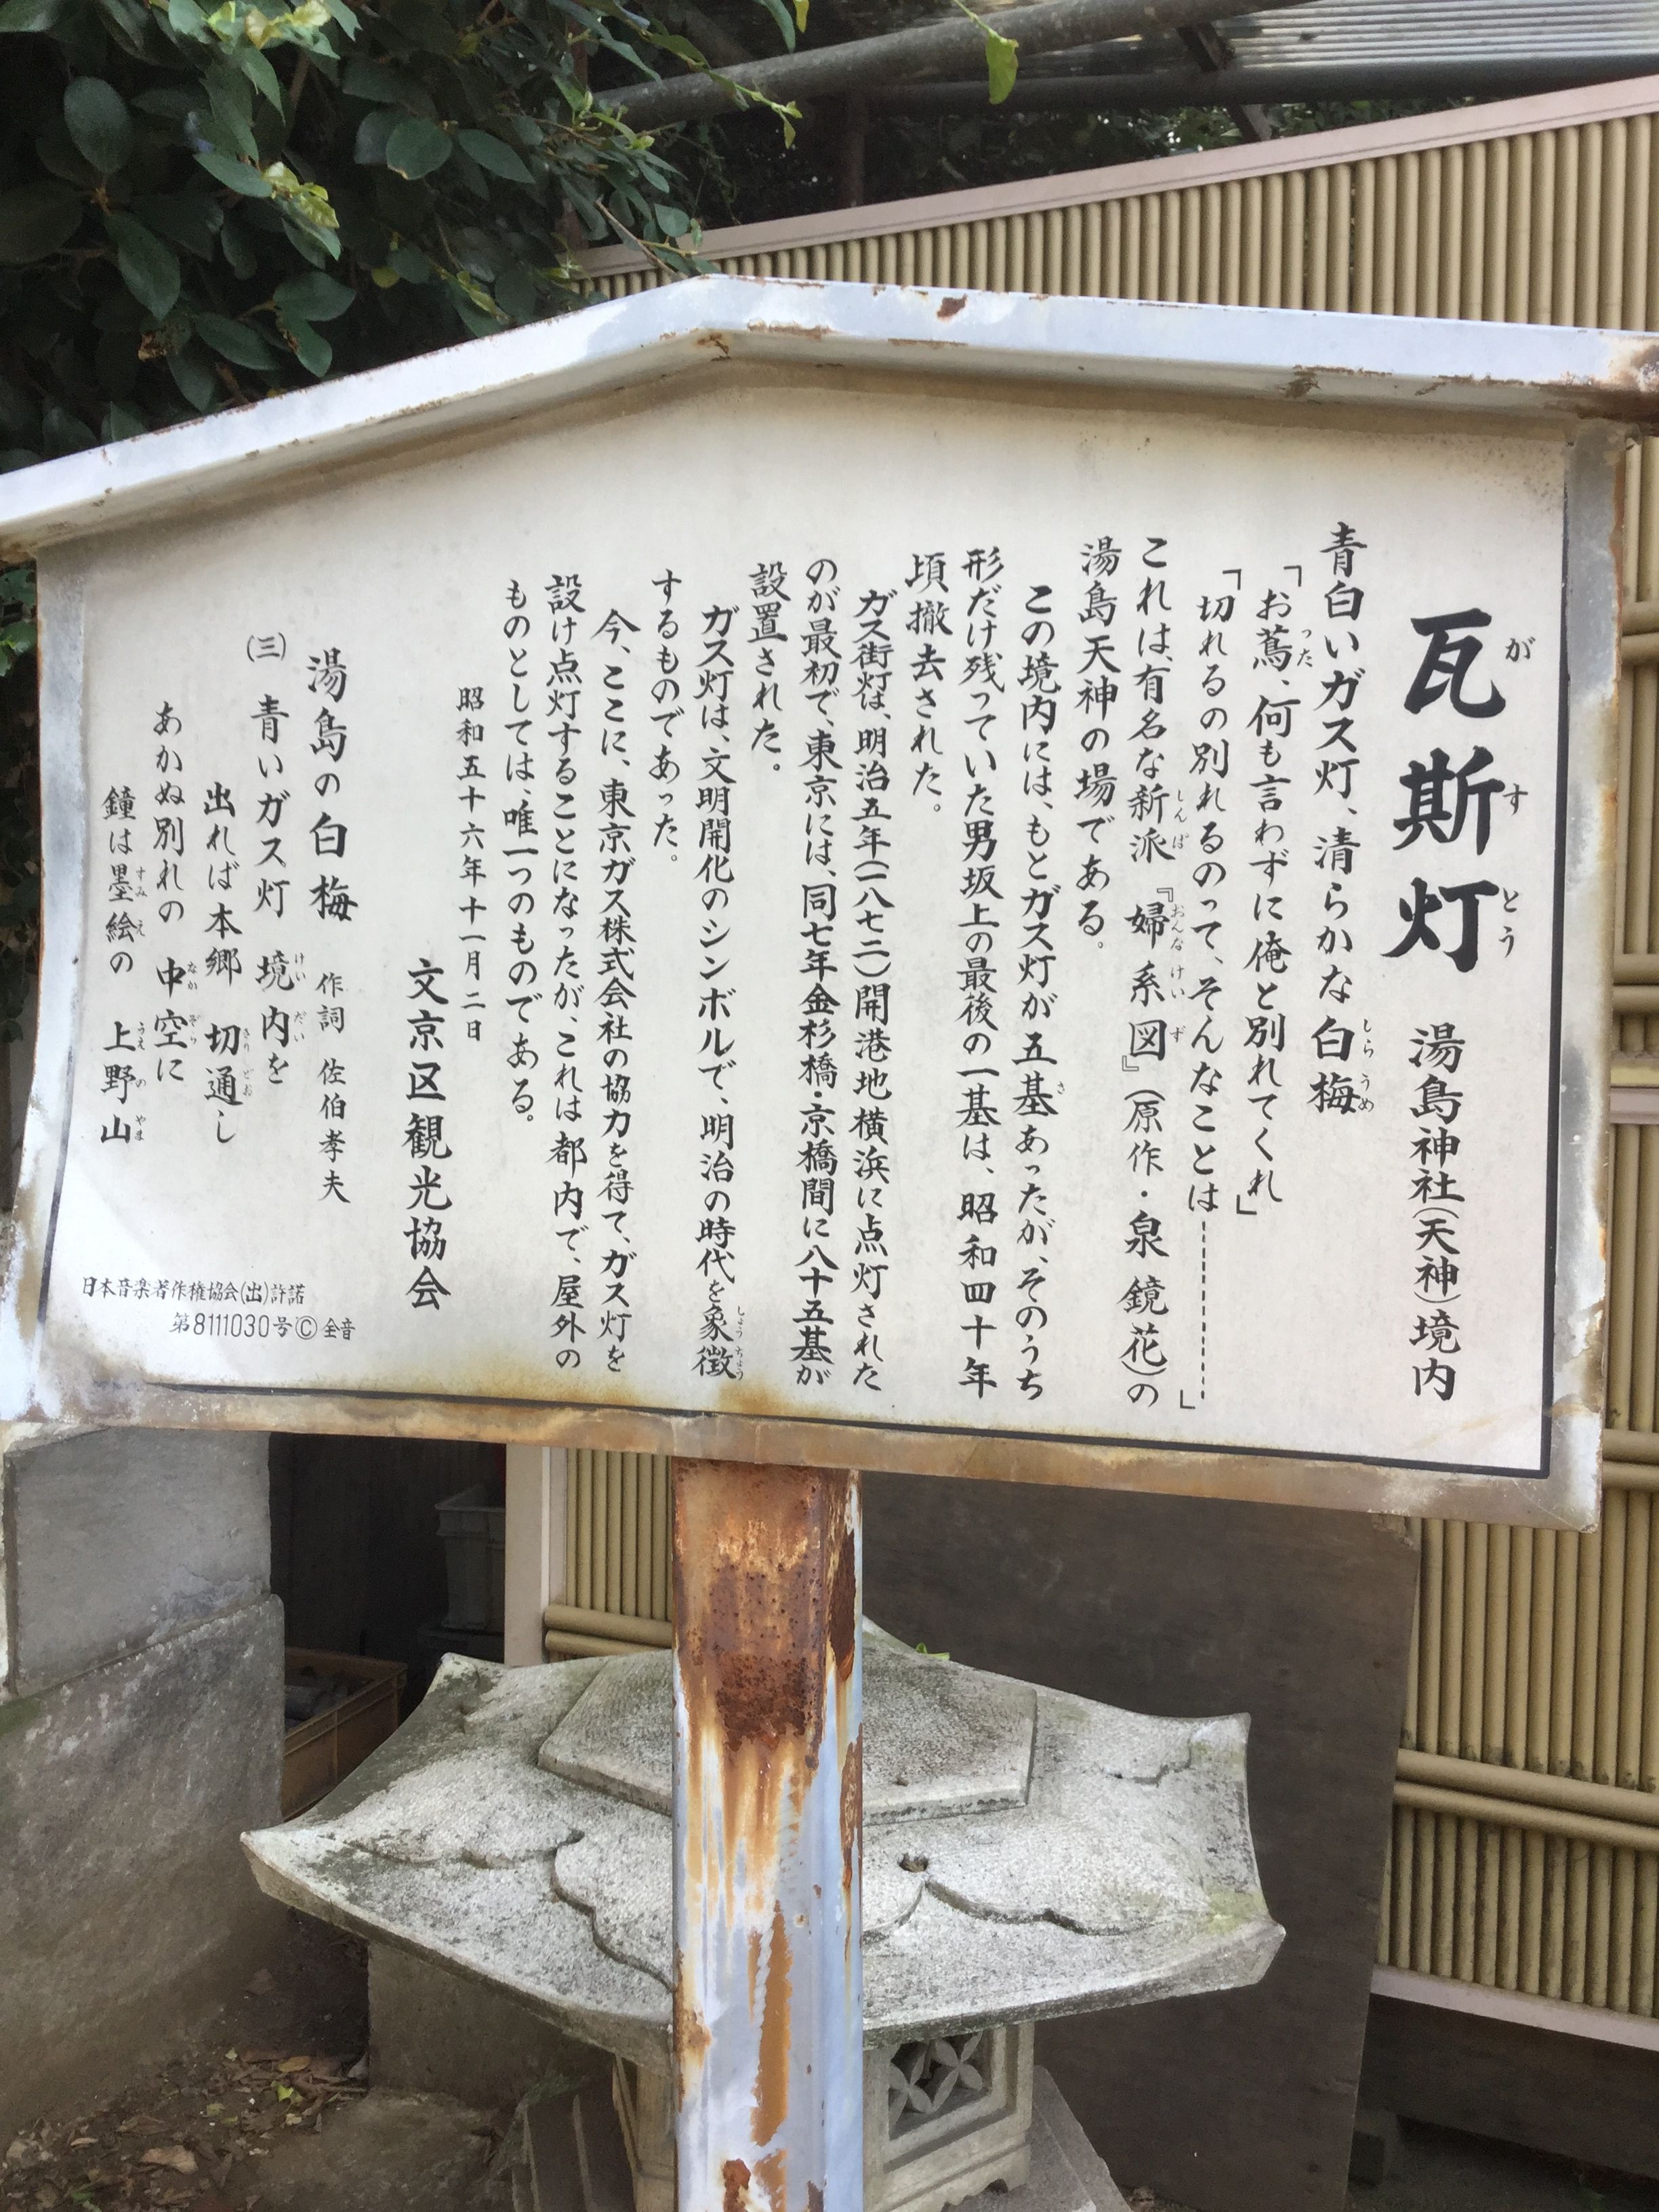 瓦斯灯　湯島神社(天神)境内
青白いガス灯、清らかな白梅
「お蔦、何も言わずに俺と別れてくれ」
「切れるの別れるのって、そんなことは--------」
これは、有名な新派『婦系図』(原作・泉鏡花)の
湯島天神の場である。
この境内には、もとガス灯が五基あったが、そのうち
形だけ残っていた男坂上の最後の一基は、昭和四十年
頃撤去された。
ガス街灯は、明治五年(一八七二)開港地横浜に点灯された
のが最初で、東京には、同七年金杉橋・京橋間に八十五基が
設置された。
ガス灯は、文明開化のシンボルで、明治の時代を象徴
するものであった。
今、ここに、東京ガス株式会社の協力を得て、ガス灯を
設け点灯することになったが、これは都内で、屋外の
ものとしては、唯一つのものである。
昭和五十六年十一月二日
文京区観光協会
湯島の白梅　作詞　佐伯孝夫
(三)　青いガス灯　境内を
出れば本郷　切通し
あかぬ別れの　中空に
鐘は墨絵の　上野山
日本音楽著作権協会(出)許諾
第8111030号Ⓒ全音